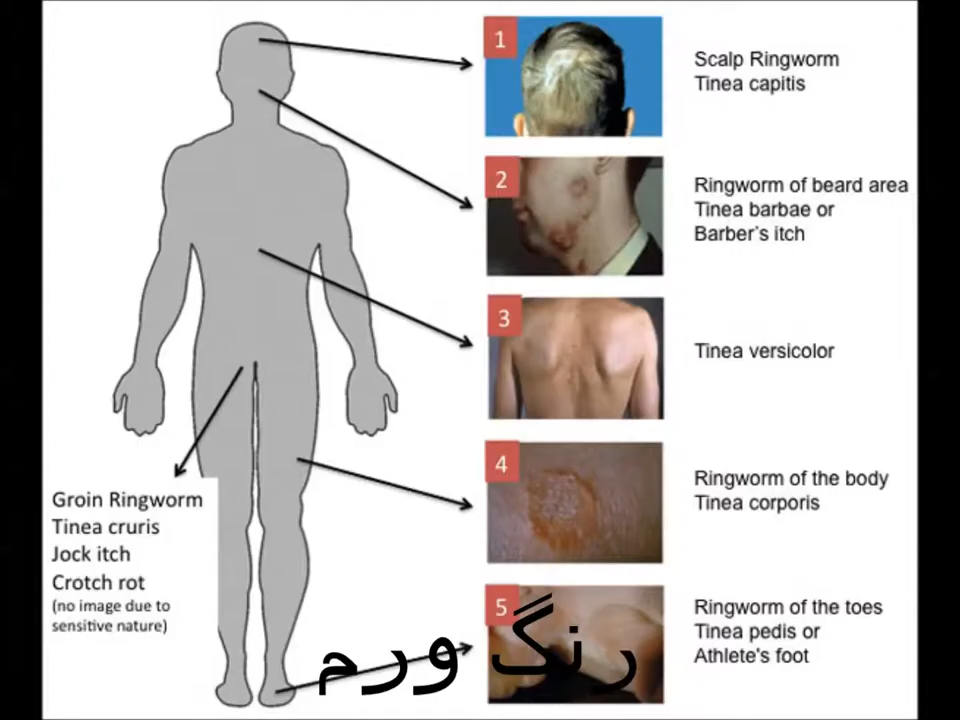 1
Scalp Ringworm
Tinea capitis
2
Ringworm of beard area
Tinea barbae or
Barber's itch
3
Tinea versicolor
4
Ringworm of the body
Tinea corporis
Groin Ringworm
Tinea cruris
Jock itch
Crotch rot
(no image due to
sensitive nature)
5
Ringworm of the toes
Tinea pedis or
Athlete's foot
رنگ ورم